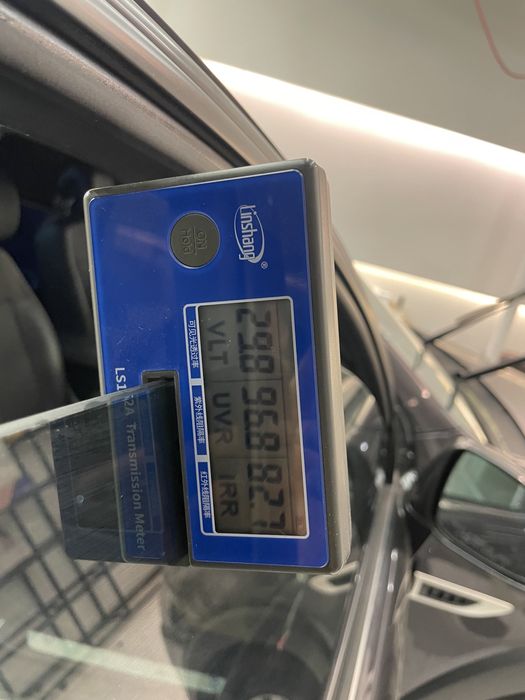 Linshang®
ON
29.8 96.8 82.7
VLT UVR IRR
可见光透过率 紫外线阻隔率 红外线阻隔率
Transmission Meter